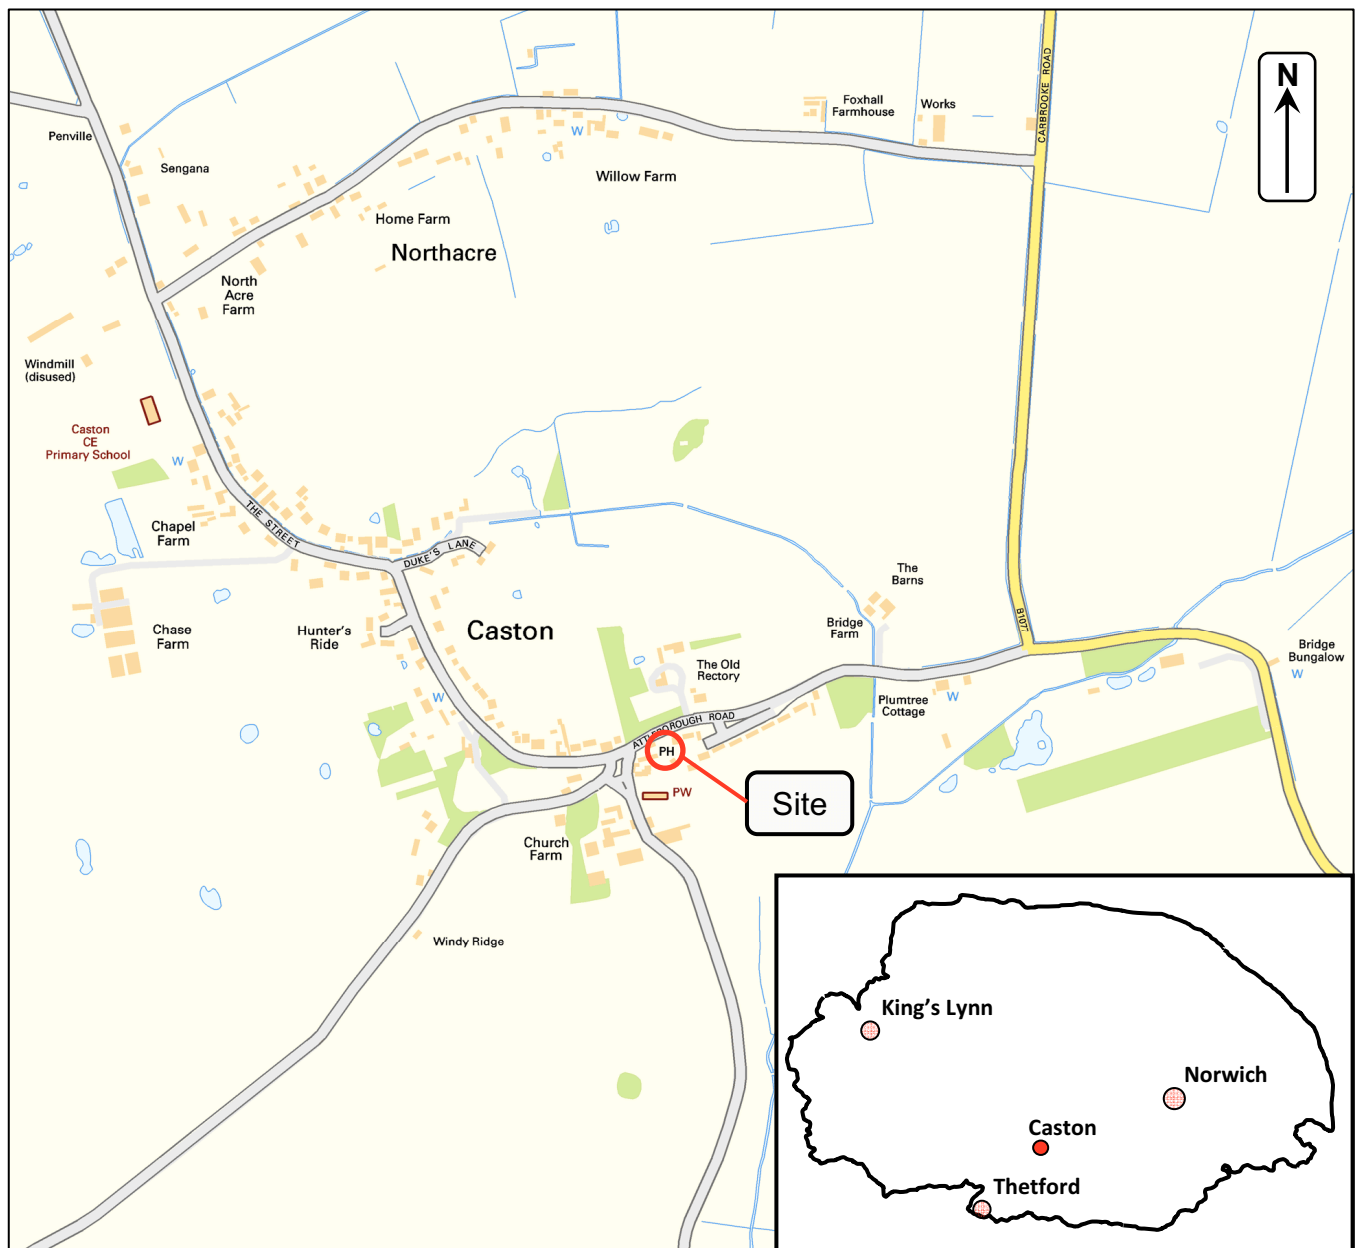 N
CARBROOKE ROAD
Foxhall
Farmhouse
Works
Penville
W
Sengana
Willow Farm
Home Farm
Northacre
North
Acre
Farm
Windmill
(disused)
Caston
CE
Primary School
W
THE STREET
Chapel
Farm
DUKE'S LANE
The
Barns
B1077
Bridge
Farm
Chase
Farm
Hunter's
Ride
Caston
Bridge
Bungalow
W
The Old
Rectory
W
Plumtree
Cottage
W
ATTLEBOROUGH ROAD
PH
PW
Site
Church
Farm
Windy Ridge
King's Lynn
Norwich
Caston
Thetford